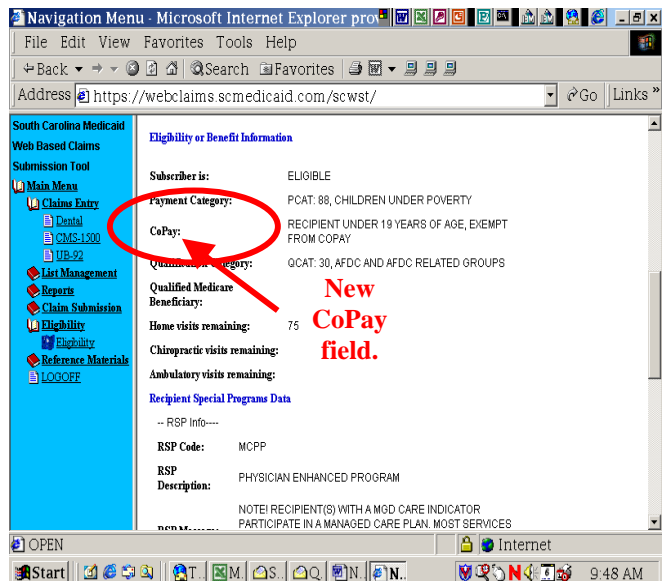 Navigation Menu - Microsoft Internet Explorer prov
File Edit View Favorites Tools Help
Back Search Favorites
Address https://webclaims.scmedicaid.com/scwst/ Go Links »
South Carolina Medicaid
Web Based Claims
Submission Tool
Main Menu
Claims Entry
Dental
CMS-1500
UB-92
List Management
Reports
Claim Submission
Eligibility
Eligibility
Reference Materials
LOGOFF
Eligibility or Benefit Information
Subscriber is: ELIGIBLE
Payment Category: PCAT: 88, CHILDREN UNDER POVERTY
CoPay: RECIPIENT UNDER 19 YEARS OF AGE, EXEMPT
FROM COPAY
Qualification Category: QCAT: 30, AFDC AND AFDC RELATED GROUPS
Qualified Medicare
Beneficiary:
Home visits remaining: 75
Chiropractic visits remaining:
Ambulatory visits remaining:
New
CoPay
field.
Recipient Special Programs Data
-- RSP Info----
RSP Code: MCPP
RSP
Description: PHYSICIAN ENHANCED PROGRAM
NOTE! RECIPIENT(S) WITH A MGD CARE INDICATOR
RSP Message: PARTICIPATE IN A MANAGED CARE PLAN. MOST SERVICES
OPEN Internet
Start T.. M. S.. Q. N.. N.. 9:48 AM